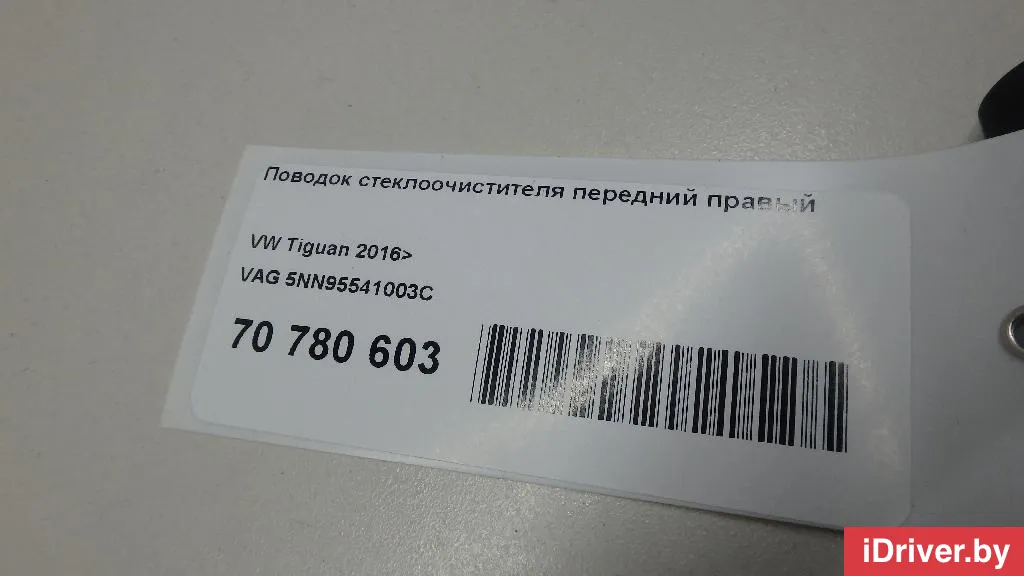 Поводок стеклоочистителя передний правый
VW Tiguan 2016>
VAG 5NN95541003C
70 780 603
iDriver.by